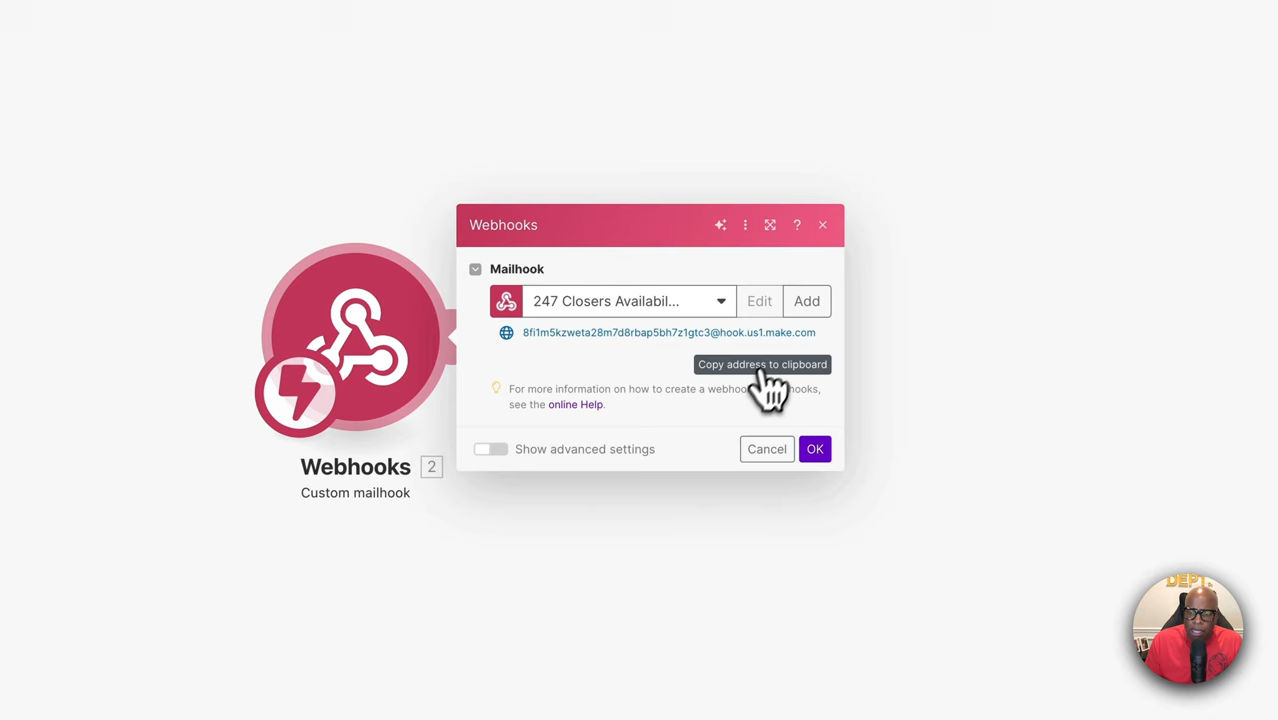 Webhooks
Mailhook
247 Closers Availabil...
Edit
Add
8fi1m5kzweta28m7d8rbap5bh7z1gtc3@hook.us1.make.com
Copy address to clipboard
For more information on how to create a webhoo hooks,
see the online Help.
Show advanced settings
Cancel
OK
Webhooks 2
Custom mailhook
DEPT.